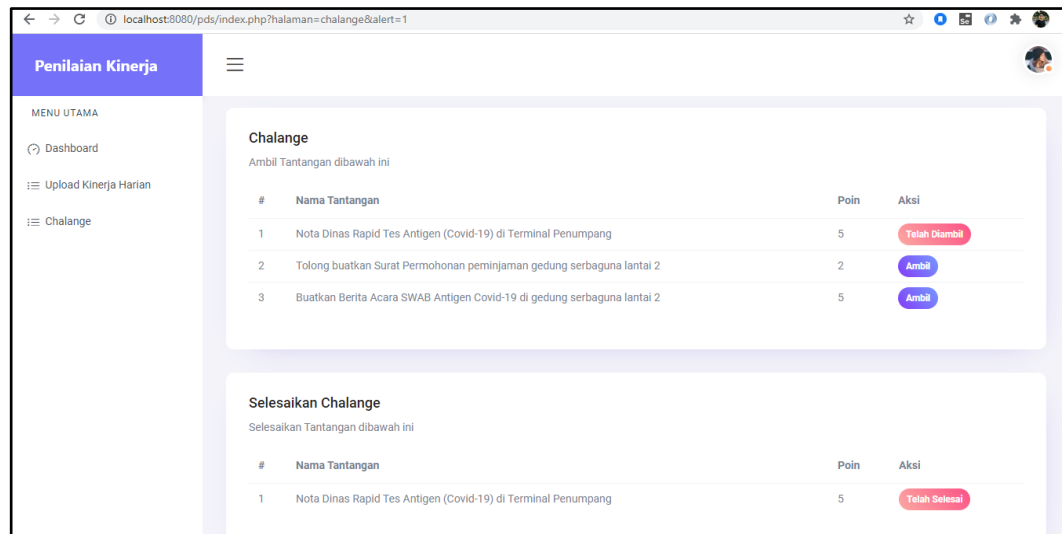 localhost:8080/pds/index.php?halaman=chalange&alert=1
Penilaian Kinerja
MENU UTAMA
Dashboard
Upload Kinerja Harian
Chalange
Chalange
Ambil Tantangan dibawah ini
# Nama Tantangan Poin Aksi
1 Nota Dinas Rapid Tes Antigen (Covid-19) di Terminal Penumpang 5 Telah Diambil
2 Tolong buatkan Surat Permohonan peminjaman gedung serbaguna lantai 2 2 Ambil
3 Buatkan Berita Acara SWAB Antigen Covid-19 di gedung serbaguna lantai 2 5 Ambil
Selesaikan Chalange
Selesaikan Tantangan dibawah ini
# Nama Tantangan Poin Aksi
1 Nota Dinas Rapid Tes Antigen (Covid-19) di Terminal Penumpang 5 Telah Selesai